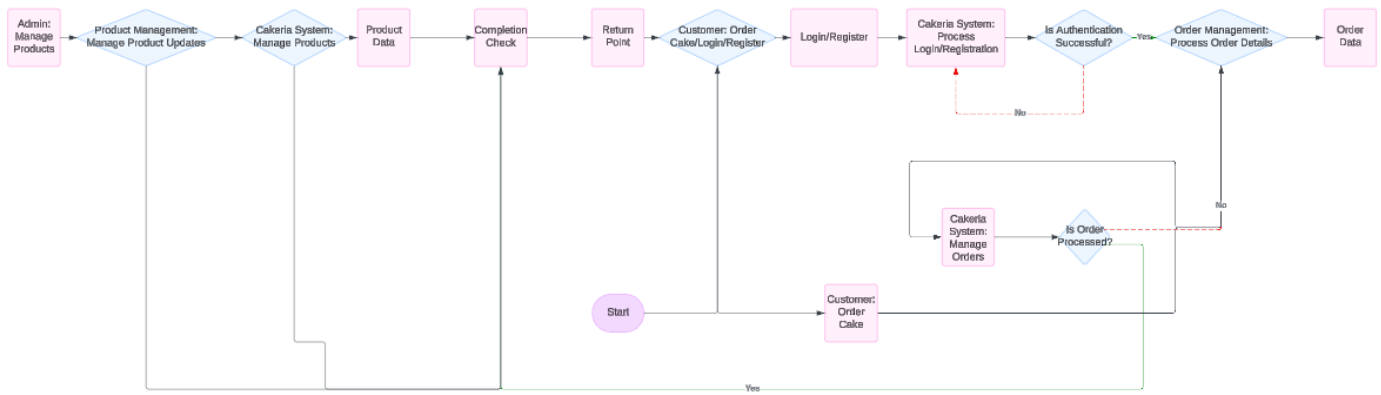 Admin:
Manage
Products
Product Management:
Manage Product Updates
Cakeria System:
Manage Products
Product
Data
Completion
Check
Return
Point
Customer: Order
Cake/Login/Register
Login/Register
Cakeria System:
Process
Login/Registration
Is Authentication
Successful?
Yes
Order Management:
Process Order Details
Order
Data
No
No
Cakeria
System:
Manage
Orders
Is Order
Processed?
Start
Customer:
Order
Cake
Yes